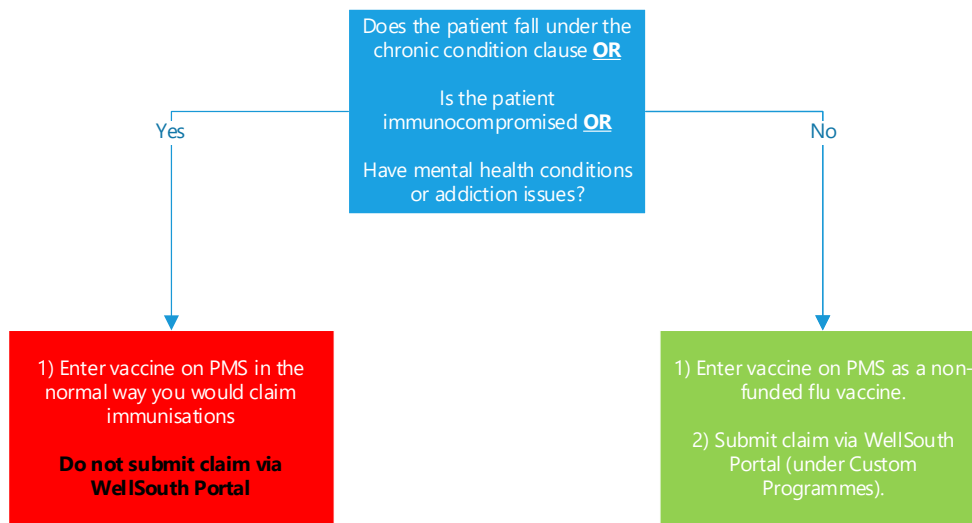 Does the patient fall under the
chronic condition clause OR
Is the patient
immunocompromised OR
Have mental health conditions
or addiction issues?
Yes
No
1) Enter vaccine on PMS in the
normal way you would claim
immunisations
Do not submit claim via
WellSouth Portal
1) Enter vaccine on PMS as a non-
funded flu vaccine.
2) Submit claim via WellSouth
Portal (under Custom
Programmes).